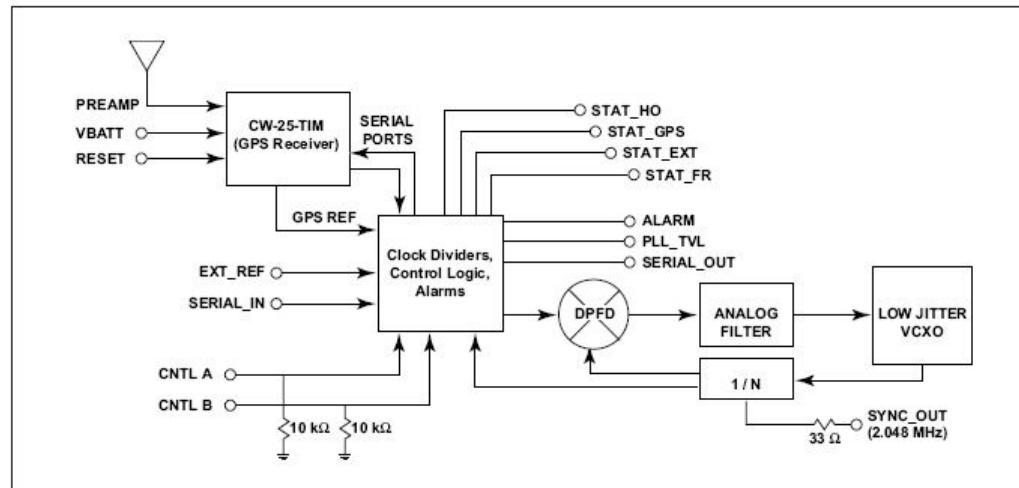 PREAMP
VBATT
RESET
CW-25-TIM
(GPS Receiver)
SERIAL
PORTS
GPS REF
STAT_HO
STAT_GPS
STAT_EXT
STAT_FR
ALARM
PLL_TVL
SERIAL_OUT
EXT_REF
SERIAL_IN
Clock Dividers,
Control Logic,
Alarms
DPFD
ANALOG
FILTER
LOW JITTER
VCXO
1 / N
CNTL A
CNTL B
10 kΩ
10 kΩ
33 Ω
SYNC_OUT
(2.048 MHz)